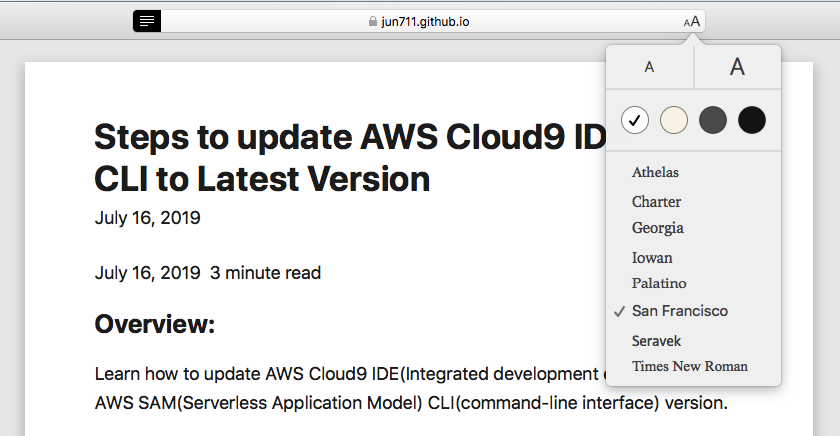 jun711.github.io
AA
A A
Steps to update AWS Cloud9 ID
CLI to Latest Version
July 16, 2019
July 16, 2019 3 minute read
Overview:
Learn how to update AWS Cloud9 IDE(Integrated development
AWS SAM(Serverless Application Model) CLI(command-line interface) version.
Athelas
Charter
Georgia
Iowan
Palatino
San Francisco
Seravek
Times New Roman